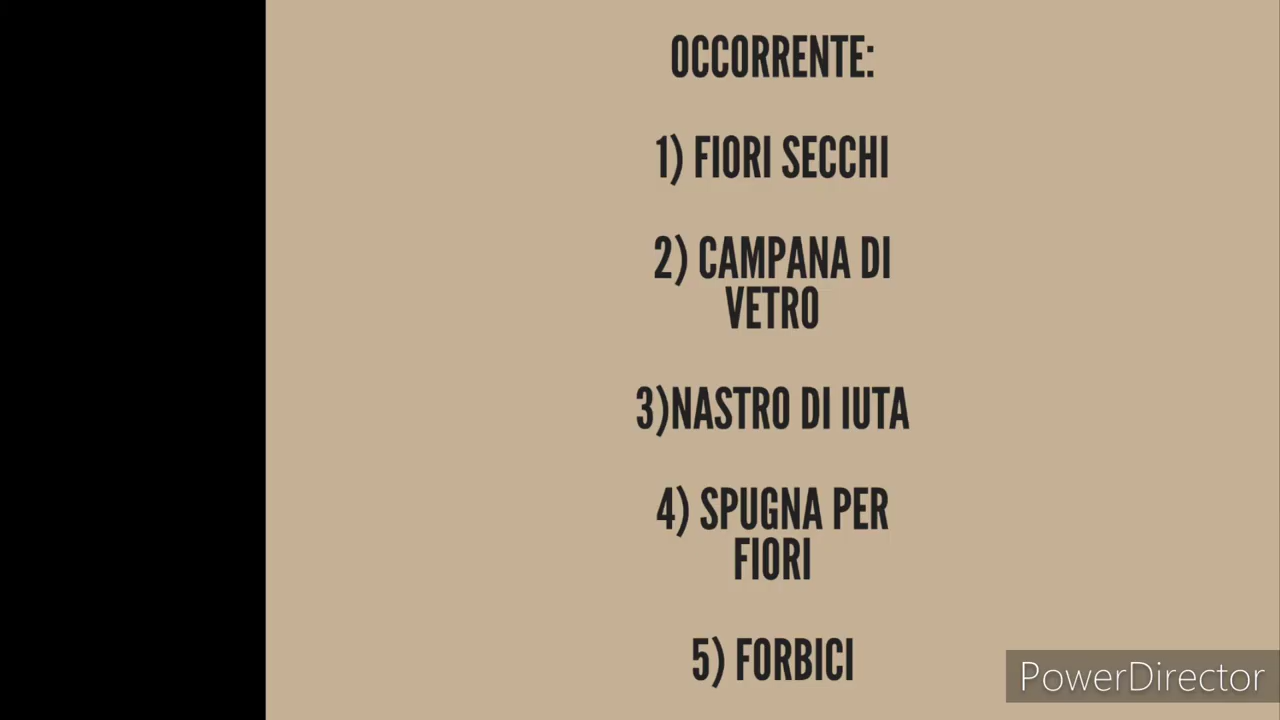 OCCORRENTE:
1) FIORI SECCHI
2) CAMPANA DI
VETRO
3)NASTRO DI IUTA
4) SPUGNA PER
FIORI
5) FORBICI
PowerDirector